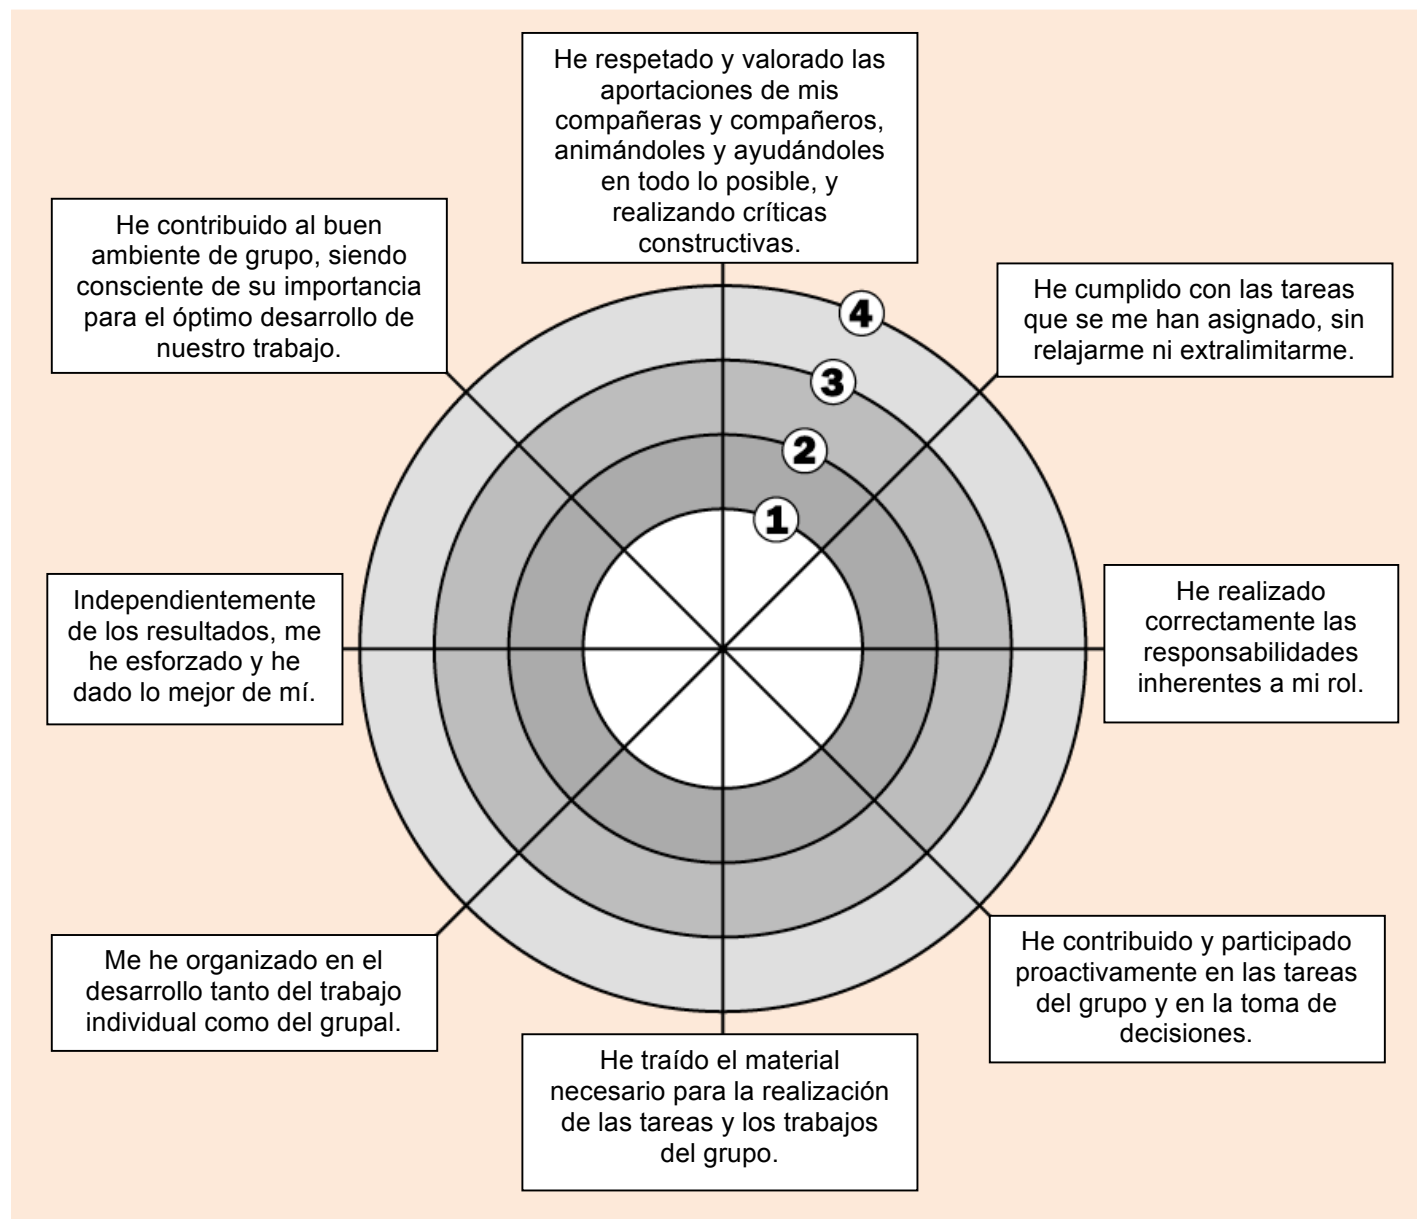 He respetado y valorado las
aportaciones de mis
compañeras y compañeros,
animándoles y ayudándoles
en todo lo posible, y
realizando críticas
constructivas.
He contribuido al buen
ambiente de grupo, siendo
consciente de su importancia
para el óptimo desarrollo de
nuestro trabajo.
He cumplido con las tareas
que se me han asignado, sin
relajarme ni extralimitarme.
4
3
2
1
Independientemente
de los resultados, me
he esforzado y he
dado lo mejor de mí.
He realizado
correctamente las
responsabilidades
inherentes a mi rol.
Me he organizado en el
desarrollo tanto del trabajo
individual como del grupal.
He contribuido y participado
proactivamente en las tareas
del grupo y en la toma de
decisiones.
He traído el material
necesario para la realización
de las tareas y los trabajos
del grupo.